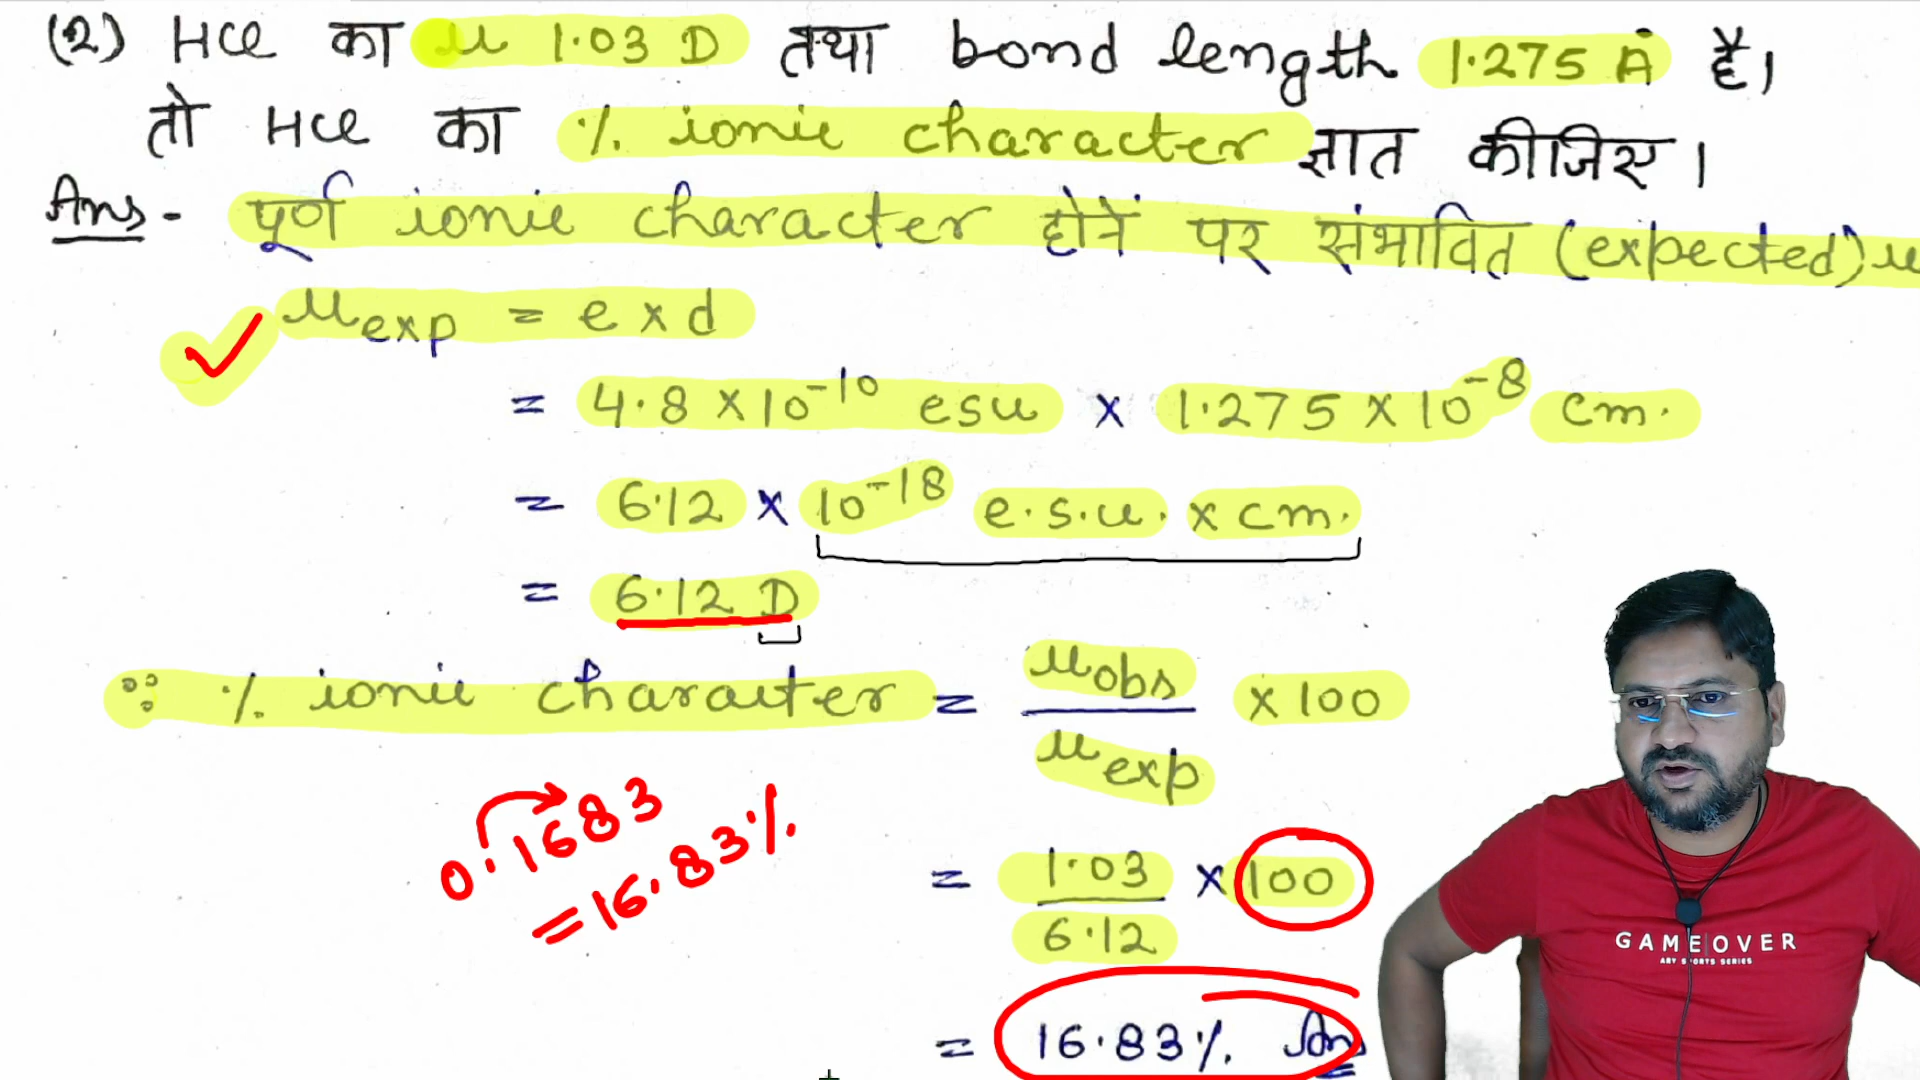 (2) HCl का μ 1.03 D तथा bond length 1.275 Å है,
तो HCl का % ionic character ज्ञात कीजिए।
Ans- पूर्ण ionic character होनें पर संभावित (expected) μ
μexp = e × d
= 4.8 × 10⁻¹⁰ esu × 1.275 × 10⁻⁸ cm.
= 6.12 × 10⁻¹⁸ e.s.u. × cm.
= 6.12 D
∵ % ionic character = μobs / μexp × 100
0.1683
= 16.83%
= 1.03 / 6.12 × 100
= 16.83% Ans
GAMEOVER